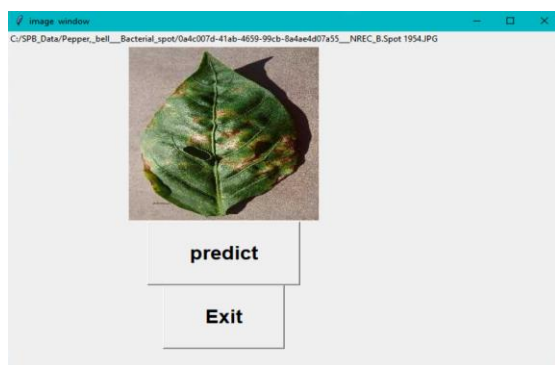 image window
C:/SPB_Data/Pepper,_bell___Bacterial_spot/0a4c007d-41ab-4659-99cb-8a4ae4d07a55___NREC_B.Spot 1954.JPG
predict
Exit